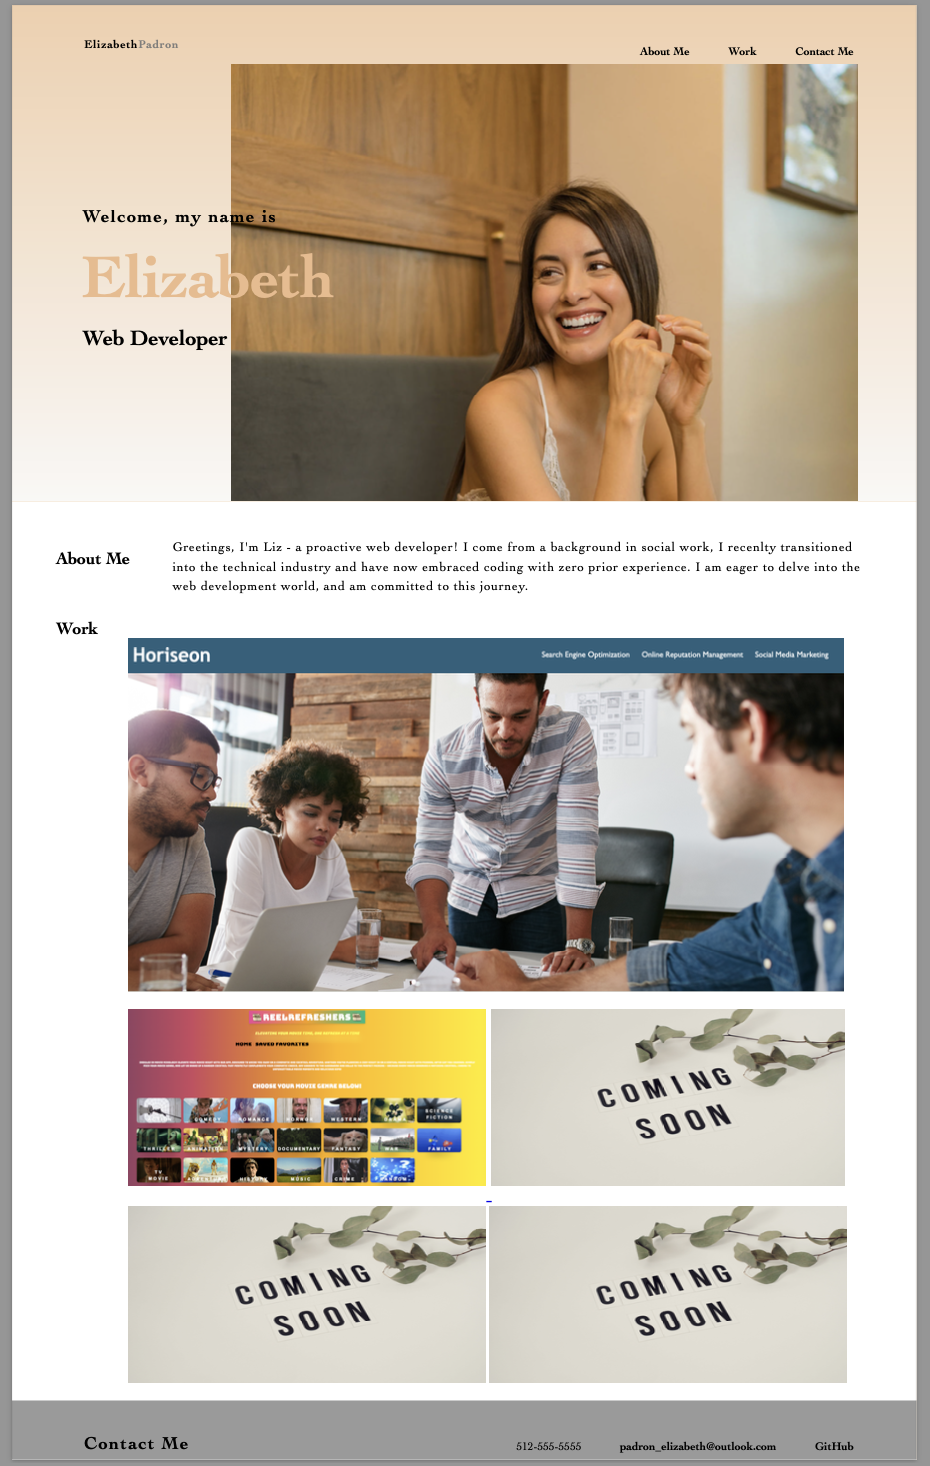 ElizabethPadron
About Me Work Contact Me
Welcome, my name is
Elizabeth
Web Developer
About Me
Greetings, I'm Liz - a proactive web developer! I come from a background in social work, I recenlty transitioned
into the technical industry and have now embraced coding with zero prior experience. I am eager to delve into the
web development world, and am committed to this journey.
Work
Horiseon
Search Engine Optimization Online Reputation Management Social Media Marketing
REELREFRESHERS
HOME SAVED FAVORITES
CHOOSE YOUR MOVIE GENRE BELOW!
COMEDY ROMANCE HORROR WESTERN DRAMA SCIENCE FICTION
THRILLER ANIMATION MYSTERY DOCUMENTARY FANTASY WAR FAMILY
TV MOVIE ADVENTURE HISTORY MUSIC CRIME
COMING
SOON
COMING
SOON
COMING
SOON
Contact Me
512-555-5555 padron_elizabeth@outlook.com GitHub